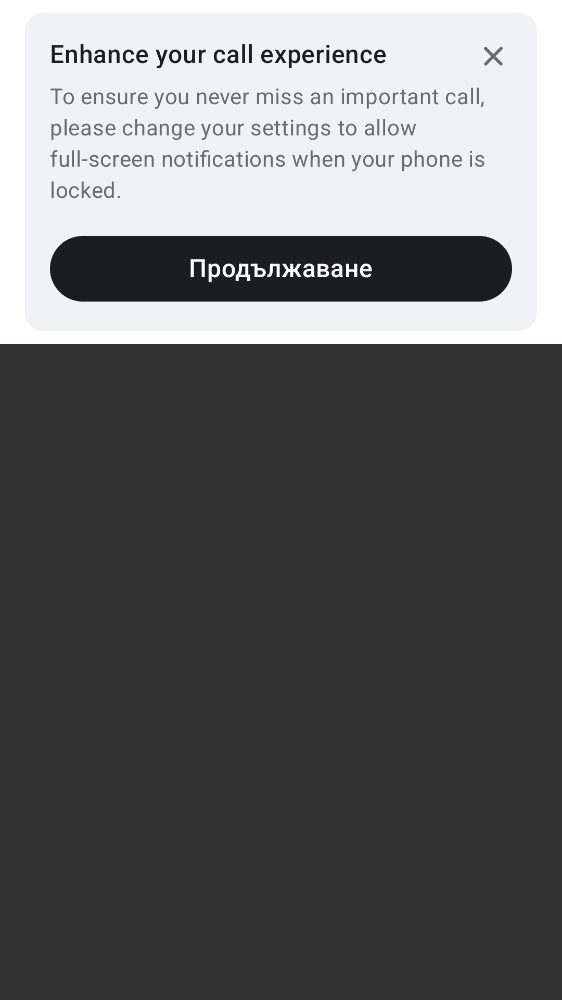 Enhance your call experience
To ensure you never miss an important call,
please change your settings to allow
full-screen notifications when your phone is
locked.
Продължаване